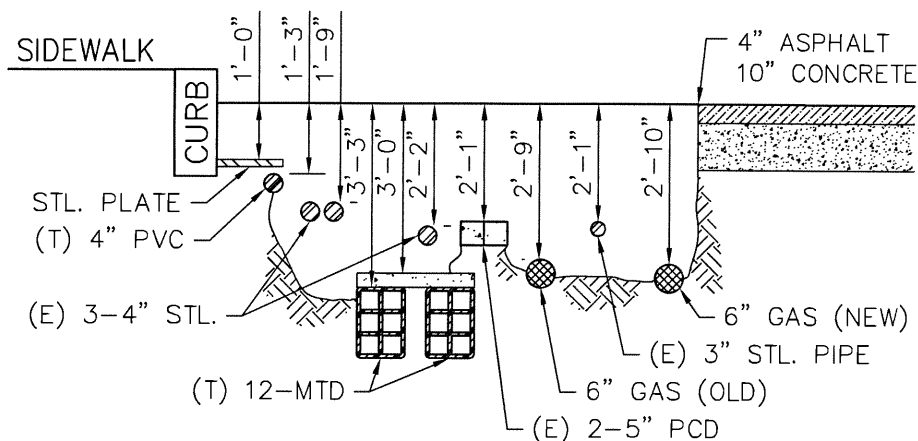 SIDEWALK
1'-0"
1'-3"
1'-9"
4" ASPHALT
10" CONCRETE
CURB
3'-3"
3'-0"
2'-2"
2'-1"
2'-9"
2'-1"
2'-10"
STL. PLATE
(T) 4" PVC
(E) 3-4" STL.
(T) 12-MTD
6" GAS (NEW)
(E) 3" STL. PIPE
6" GAS (OLD)
(E) 2-5" PCD